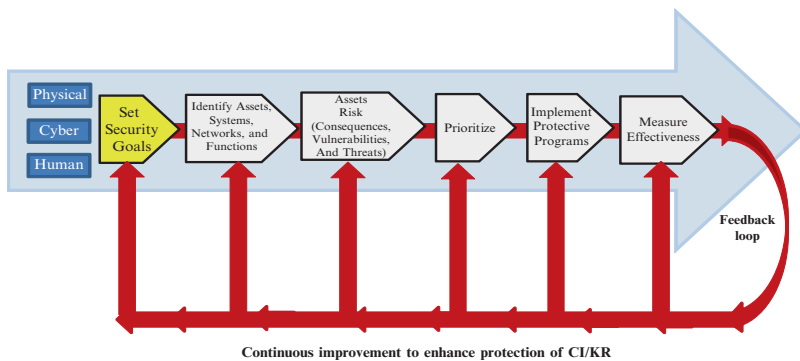 Physical
Cyber
Human
Set
Security
Goals
Identify Assets,
Systems,
Networks, and
Functions
Assets
Risk
(Consequences,
Vulnerabilities,
And Threats)
Prioritize
Implement
Protective
Programs
Measure
Effectiveness
Feedback
loop
Continuous improvement to enhance protection of CI/KR